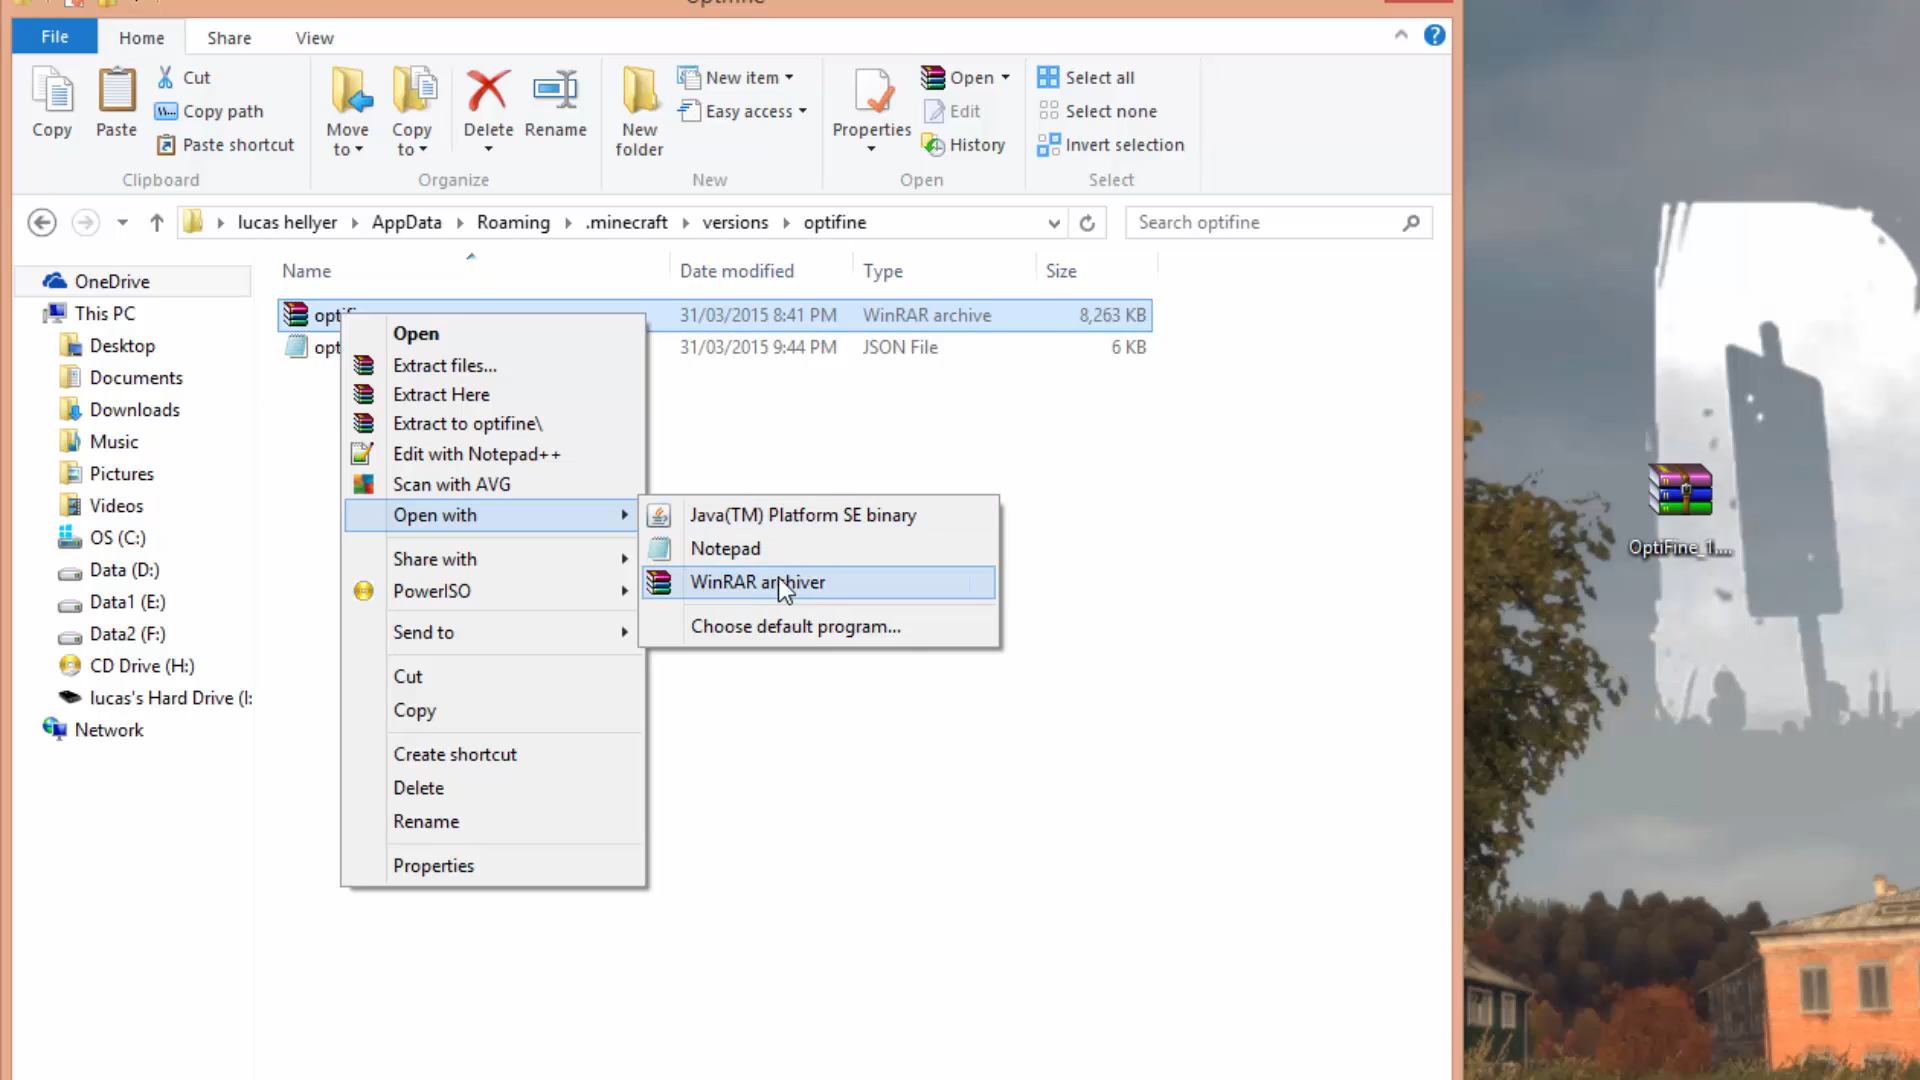 Optifine
File
Home
Share
View
Copy
Paste
Cut
Copy path
Paste shortcut
Clipboard
Move to
Copy to
Delete
Rename
Organize
New folder
New item
Easy access
New
Properties
Open
Edit
History
Open
Select all
Select none
Invert selection
Select
lucas hellyer
AppData
Roaming
.minecraft
versions
optifine
Search optifine
OneDrive
This PC
Desktop
Documents
Downloads
Music
Pictures
Videos
OS (C:)
Data (D:)
Data1 (E:)
Data2 (F:)
CD Drive (H:)
lucas's Hard Drive (I:
Network
Name
Date modified
Type
Size
31/03/2015 8:41 PM
WinRAR archive
8,263 KB
opt
31/03/2015 9:44 PM
JSON File
6 KB
Open
Extract files...
Extract Here
Extract to optifine\
Edit with Notepad++
Scan with AVG
Open with
Share with
PowerISO
Send to
Cut
Copy
Create shortcut
Delete
Rename
Properties
Java(TM) Platform SE binary
Notepad
WinRAR archiver
Choose default program...
OptiFine_1....